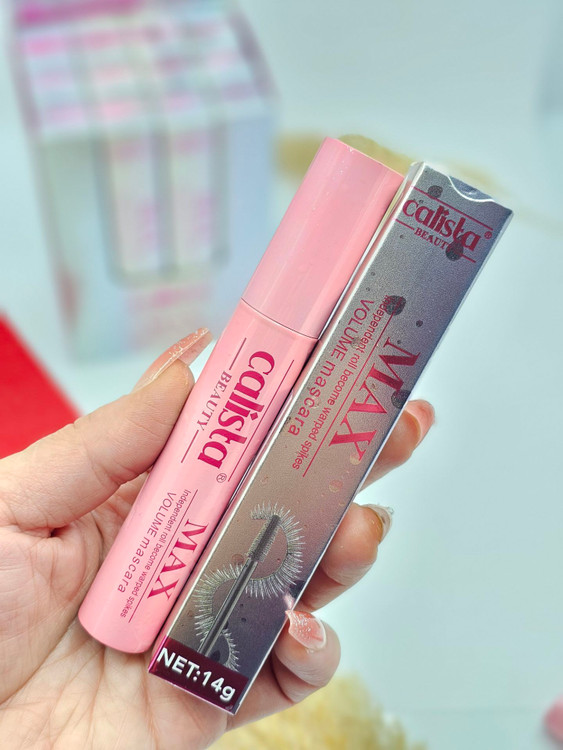 calista®
BEAUTY
MAX
VOLUME mascara
Independent roll become warped spikes
calista®
BEAUTY
MAX
VOLUME mascara
Independent roll become warped spikes
NET:14g